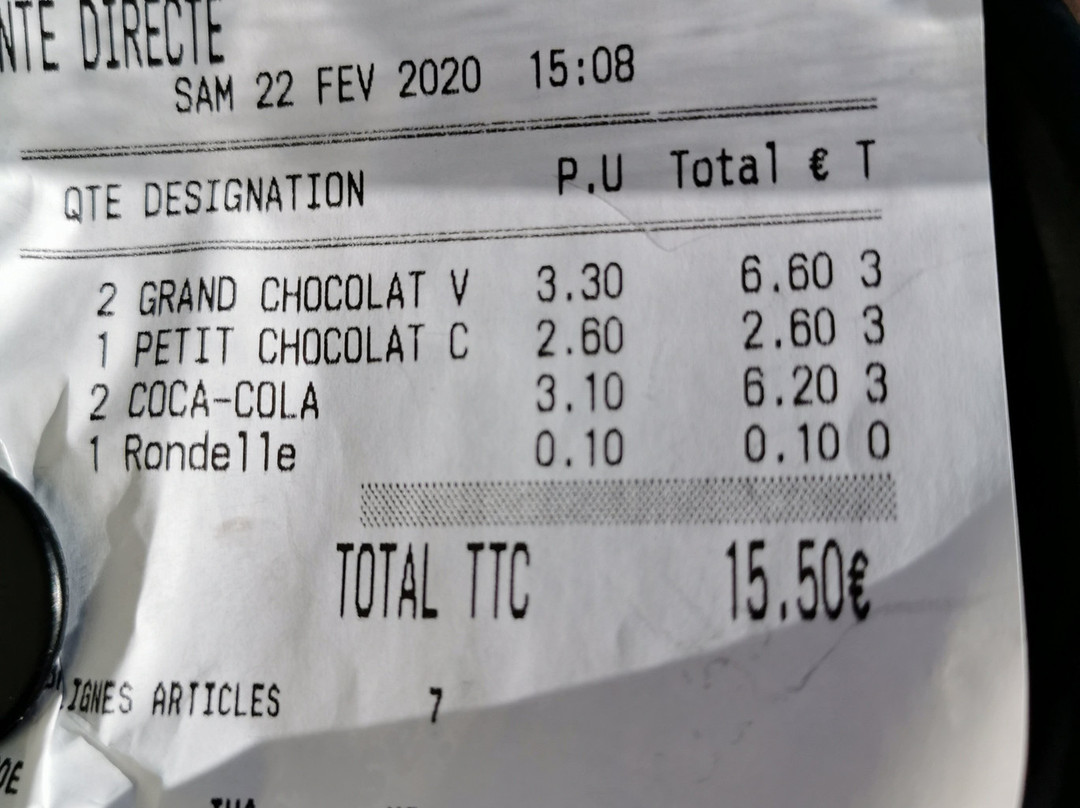 NTE DIRECTE
SAM 22 FEV 2020 15:08
QTE DESIGNATION P.U Total € T
2 GRAND CHOCOLAT V 3.30 6.60 3
1 PETIT CHOCOLAT C 2.60 2.60 3
2 COCA-COLA 3.10 6.20 3
1 Rondelle 0.10 0.10 0
TOTAL TTC 15.50€
IGNES ARTICLES 7